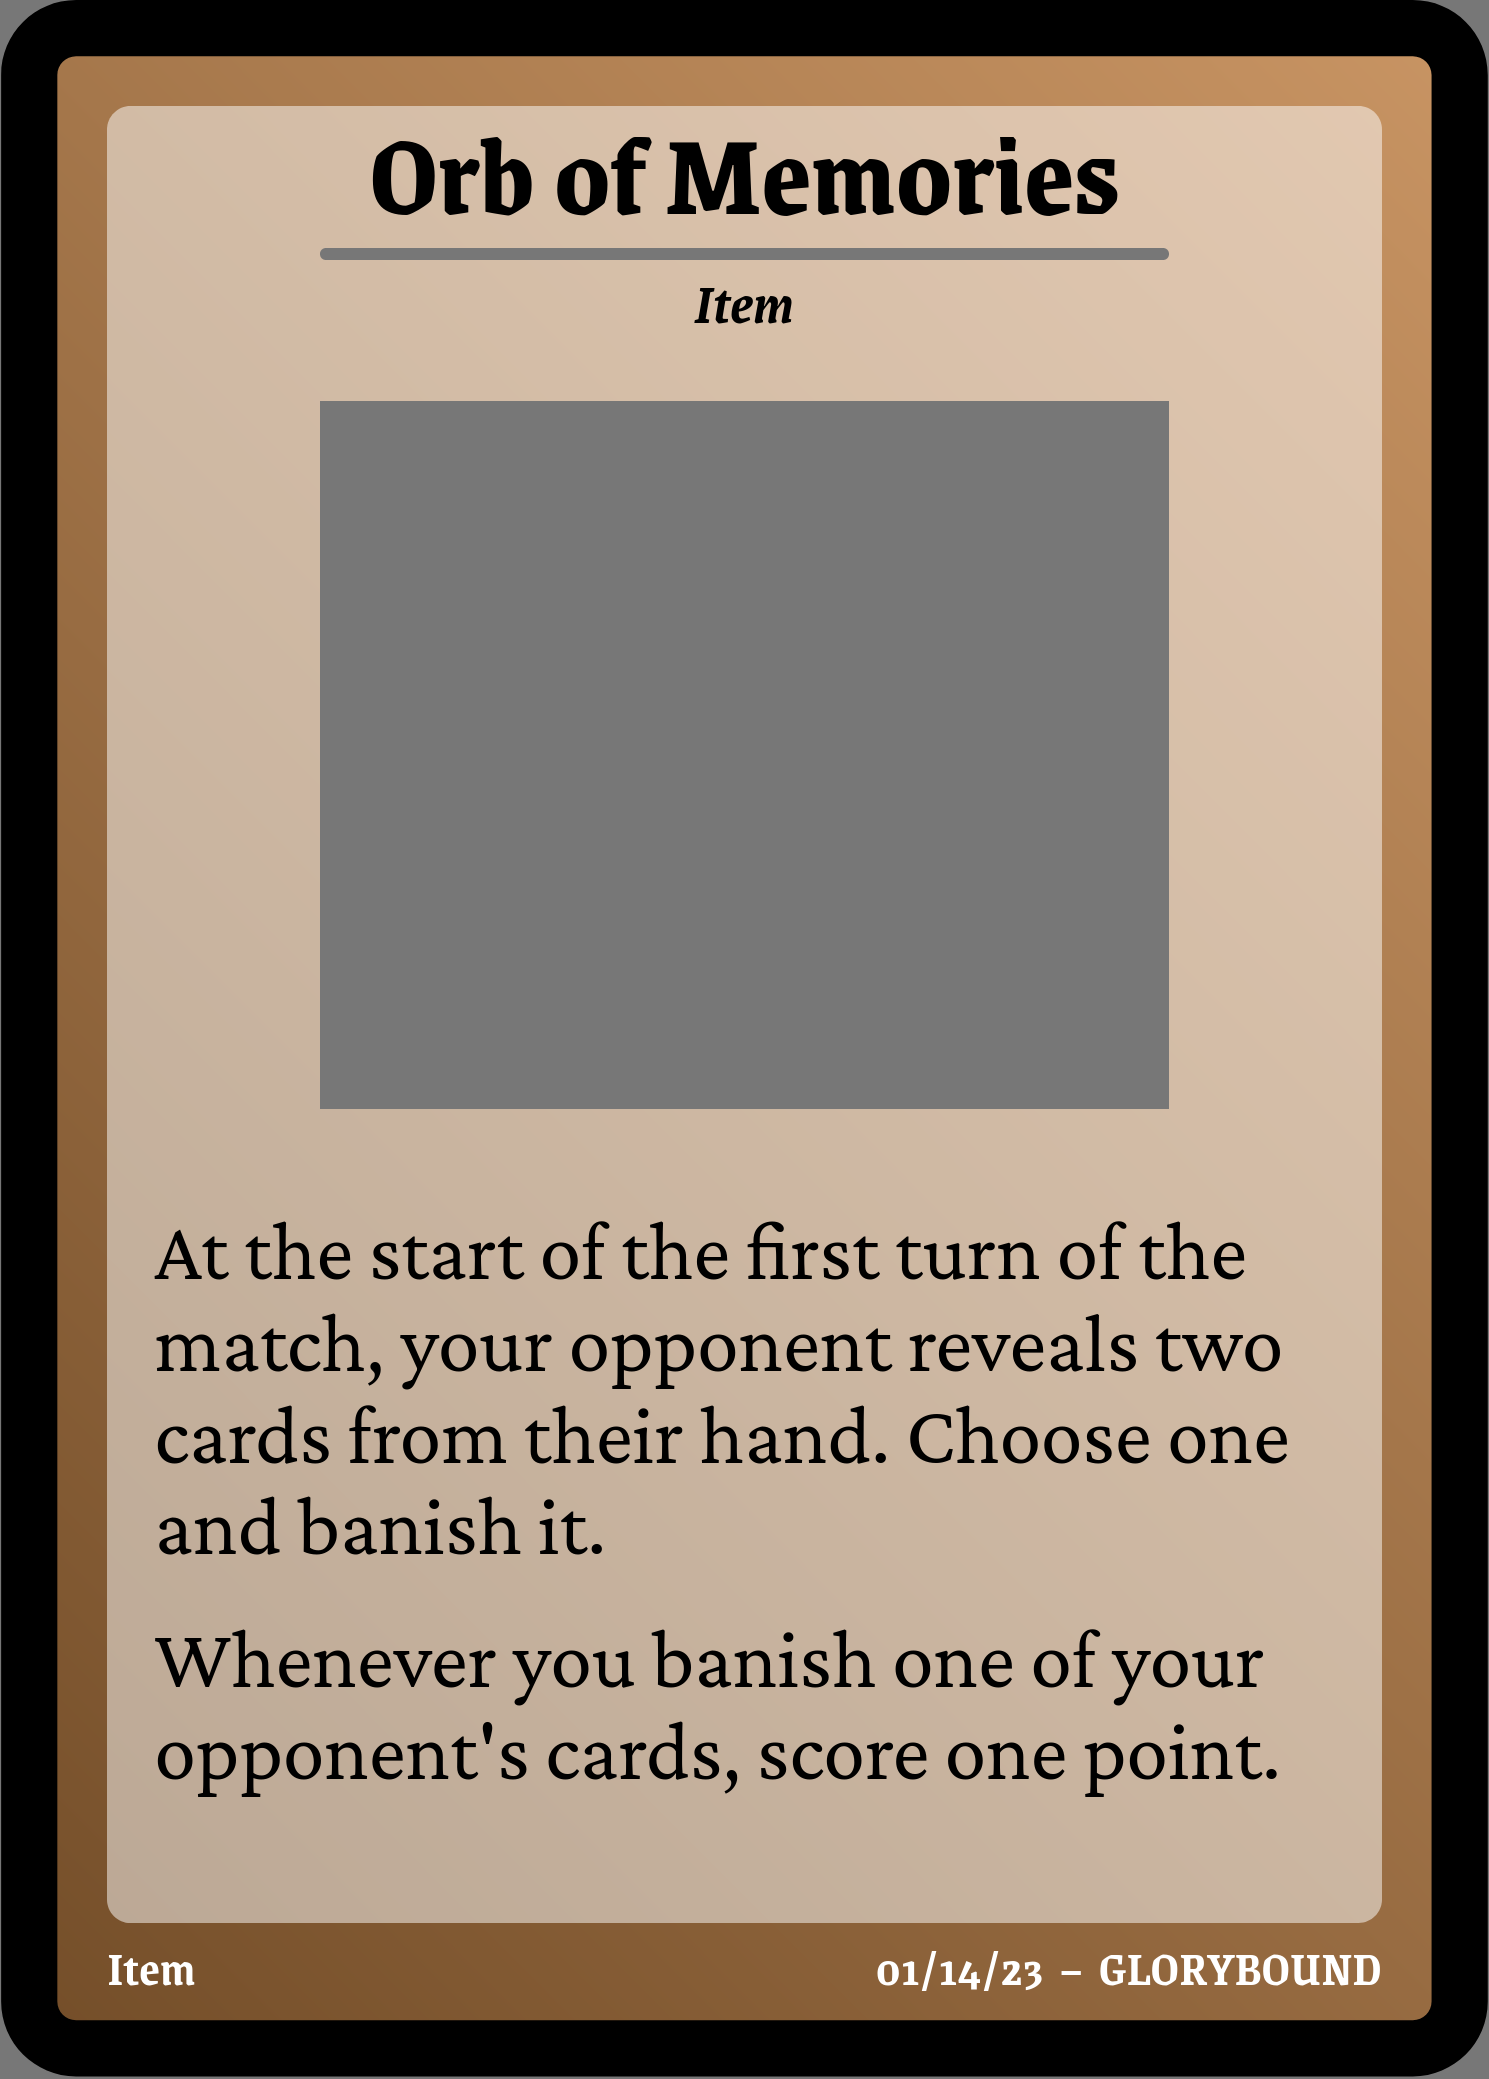 Orb of Memories
Item
At the start of the first turn of the
match, your opponent reveals two
cards from their hand. Choose one
and banish it.
Whenever you banish one of your
opponent's cards, score one point.
Item
01/14/23 – GLORYBOUND